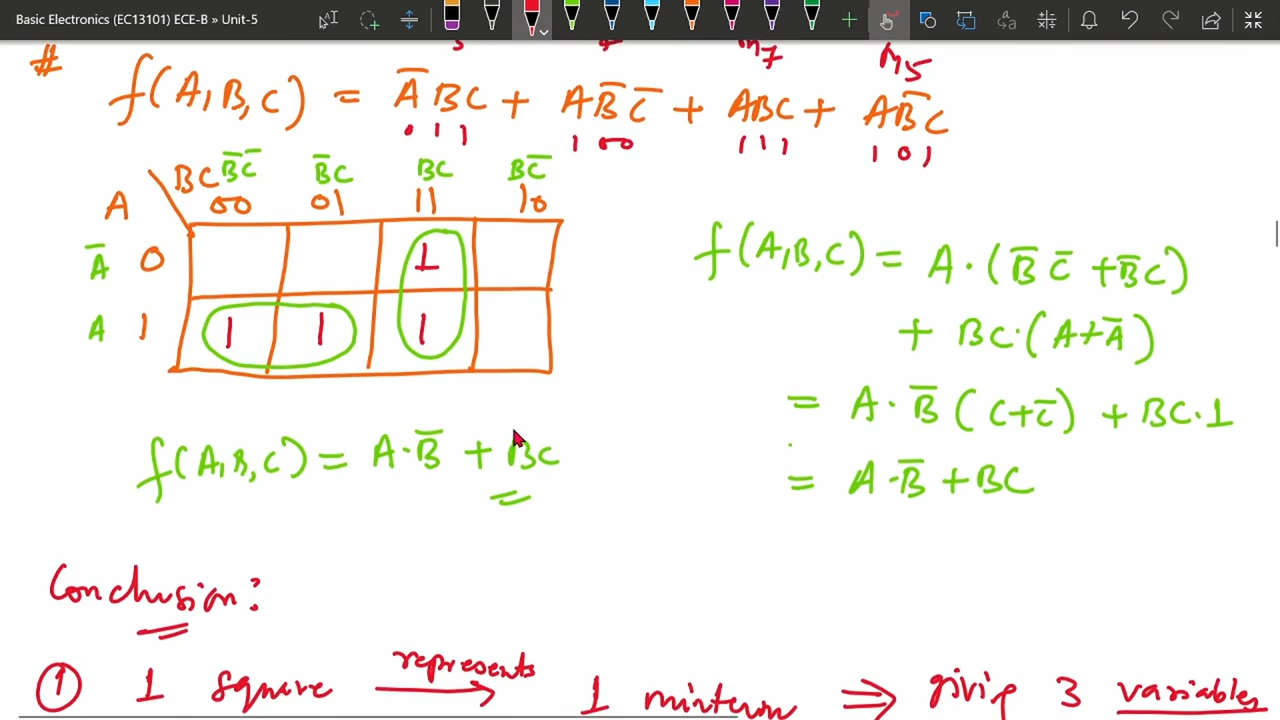 Basic Electronics (EC13101) ECE-B » Unit-5
m7 m5
# f(A,B,C) = A̅BC + AB̅C̅ + ABC + AB̅C
011 100 111 101
BC B̅C̅ B̅C BC BC̅
A 00 01 11 10
A̅ 0 1
A 1 1 1 1
f(A,B,C) = A·B̅ + BC
f(A,B,C) = A·(B̅C̅ + B̅C)
+ BC·(A+A̅)
= A·B̅(C+C̅) + BC·1
= A·B̅ + BC
Conclusion:
① 1 square represents → 1 minterm ⇒ giving 3 variables